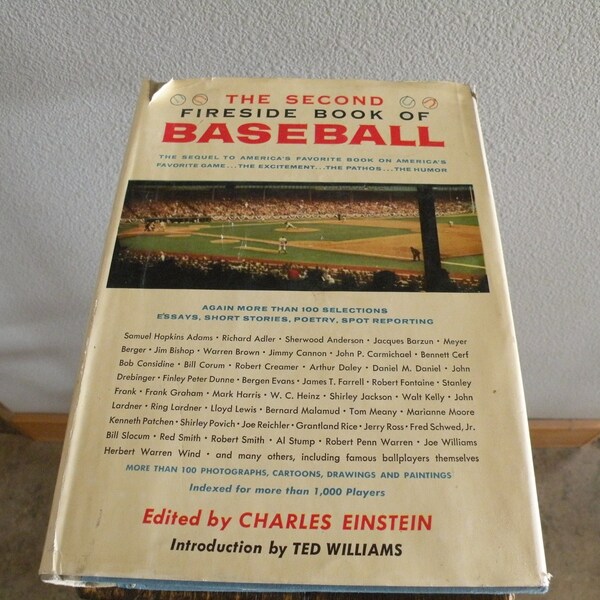 THE SECOND
FIRESIDE BOOK OF
BASEBALL
THE SEQUEL TO AMERICA'S FAVORITE BOOK ON AMERICA'S
FAVORITE GAME...THE EXCITEMENT...THE PATHOS...THE HUMOR
AGAIN MORE THAN 100 SELECTIONS
ESSAYS, SHORT STORIES, POETRY, SPOT REPORTING
Samuel Hopkins Adams • Richard Adler • Sherwood Anderson • Jacques Barzun • Meyer
Berger • Jim Bishop • Warren Brown • Jimmy Cannon • John P. Carmichael • Bennett Cerf
Bob Considine • Bill Corum • Robert Creamer • Arthur Daley • Daniel M. Daniel • John
Drebinger • Finley Peter Dunne • Bergen Evans • James T. Farrell • Robert Fontaine • Stanley
Frank • Frank Graham • Mark Harris • W. C. Heinz • Shirley Jackson • Walt Kelly • John
Lardner • Ring Lardner • Lloyd Lewis • Bernard Malamud • Tom Meany • Marianne Moore
Kenneth Patchen • Shirley Povich • Joe Reichler • Grantland Rice • Jerry Ross • Fred Schwed, Jr.
Bill Slocum • Red Smith • Robert Smith • Al Stump • Robert Penn Warren • Joe Williams
Herbert Warren Wind • and many others, including famous ballplayers themselves
MORE THAN 100 PHOTOGRAPHS, CARTOONS, DRAWINGS AND PAINTINGS
Indexed for more than 1,000 Players
Edited by CHARLES EINSTEIN
Introduction by TED WILLIAMS